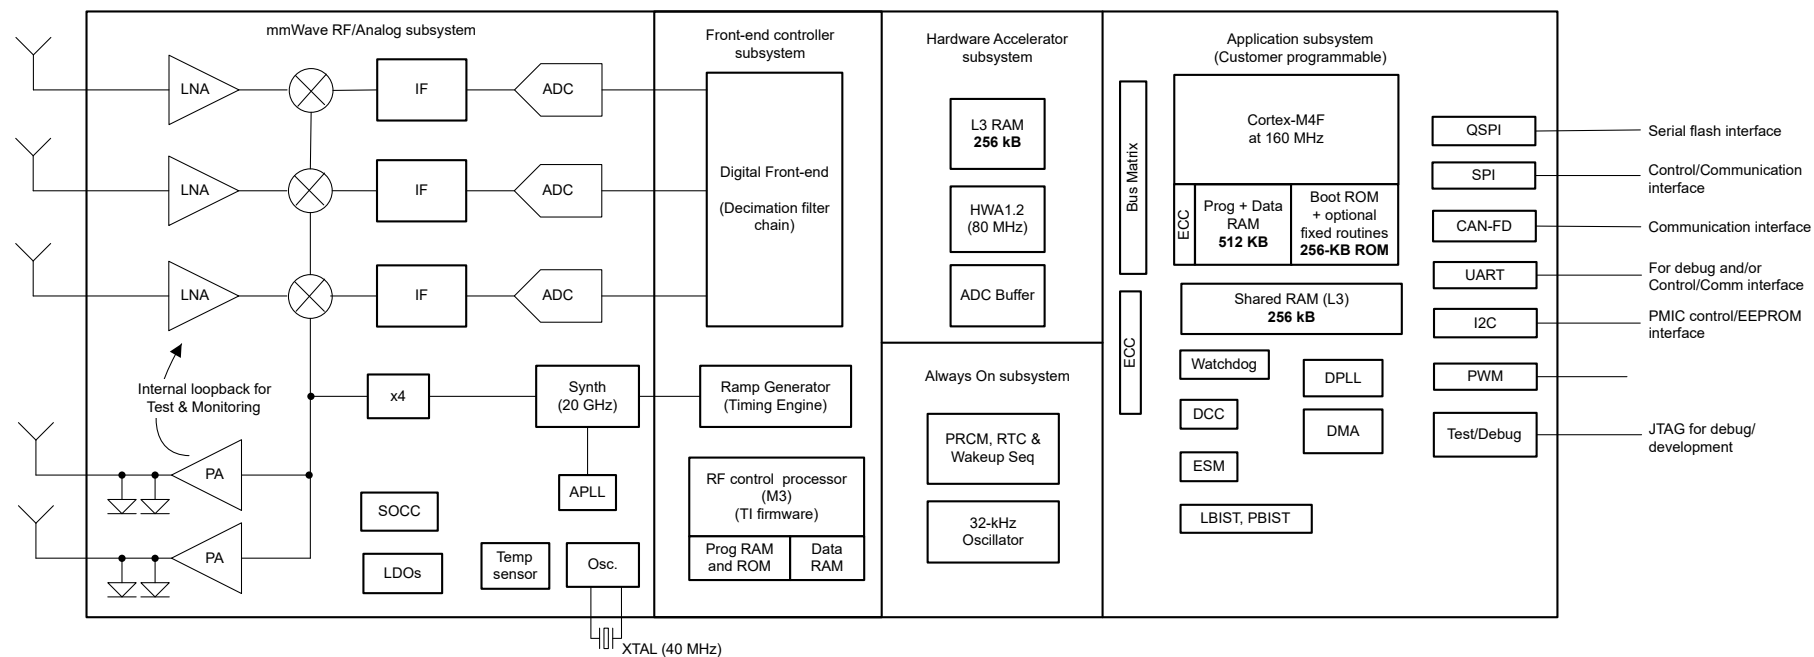 mmWave RF/Analog subsystem
LNA
IF
ADC
LNA
IF
ADC
LNA
IF
ADC
Internal loopback for
Test & Monitoring
x4
Synth
(20 GHz)
PA
APLL
SOCC
PA
LDOs
Temp
sensor
Osc.
XTAL (40 MHz)
Front-end controller
subsystem
Digital Front-end
(Decimation filter
chain)
Ramp Generator
(Timing Engine)
RF control processor
(M3)
(TI firmware)
Prog RAM
and ROM
Data
RAM
Hardware Accelerator
subsystem
L3 RAM
256 kB
HWA1.2
(80 MHz)
ADC Buffer
Always On subsystem
PRCM, RTC &
Wakeup Seq
32-kHz
Oscillator
Application subsystem
(Customer programmable)
Bus Matrix
Cortex-M4F
at 160 MHz
ECC
Prog + Data
RAM
512 KB
Boot ROM
+ optional
fixed routines
256-KB ROM
Shared RAM (L3)
256 kB
ECC
Watchdog
DPLL
DCC
DMA
ESM
LBIST, PBIST
QSPI
Serial flash interface
SPI
Control/Communication
interface
CAN-FD
Communication interface
UART
For debug and/or
Control/Comm interface
I2C
PMIC control/EEPROM
interface
PWM
Test/Debug
JTAG for debug/
development